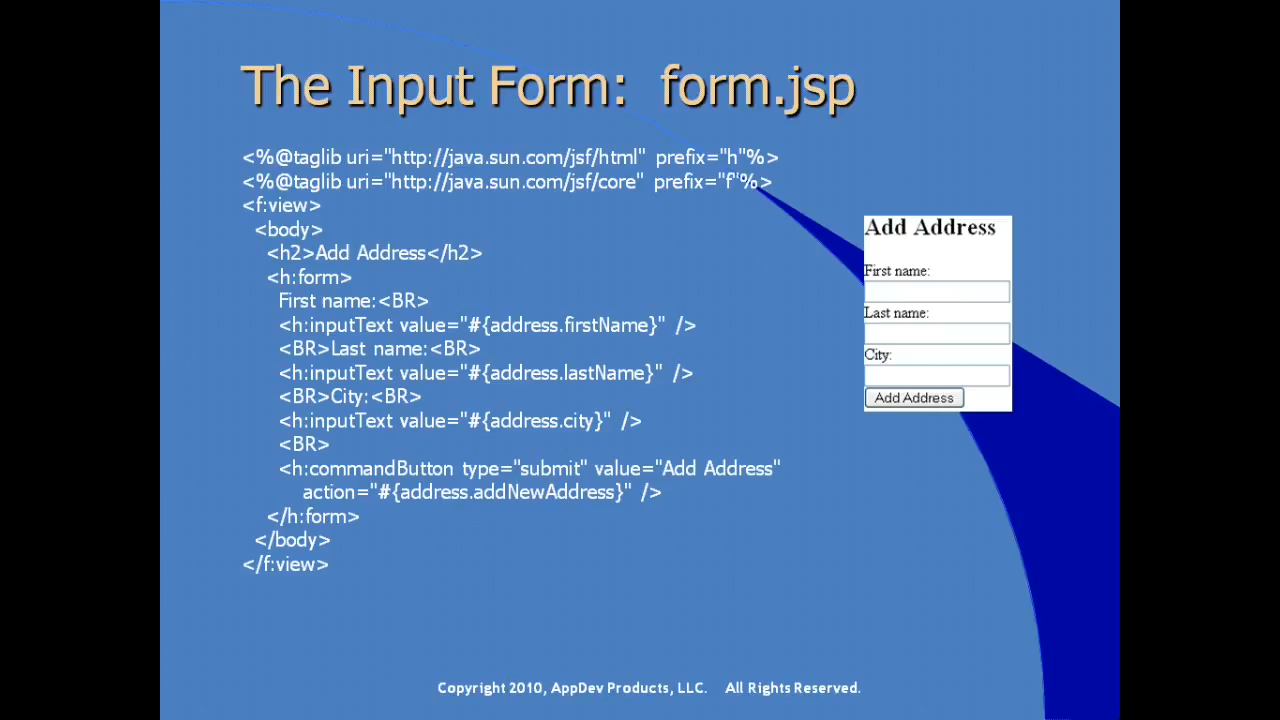 The Input Form: form.jsp
<%@taglib uri="http://java.sun.com/jsf/html" prefix="h"%>
<%@taglib uri="http://java.sun.com/jsf/core" prefix="f"%>
<f:view>
<body>
<h2>Add Address</h2>
<h:form>
First name:<BR>
<h:inputText value="#{address.firstName}" />
<BR>Last name:<BR>
<h:inputText value="#{address.lastName}" />
<BR>City:<BR>
<h:inputText value="#{address.city}" />
<BR>
<h:commandButton type="submit" value="Add Address"
action="#{address.addNewAddress}" />
</h:form>
</body>
</f:view>
Add Address
First name:
Last name:
City:
Add Address
Copyright 2010, AppDev Products, LLC. All Rights Reserved.